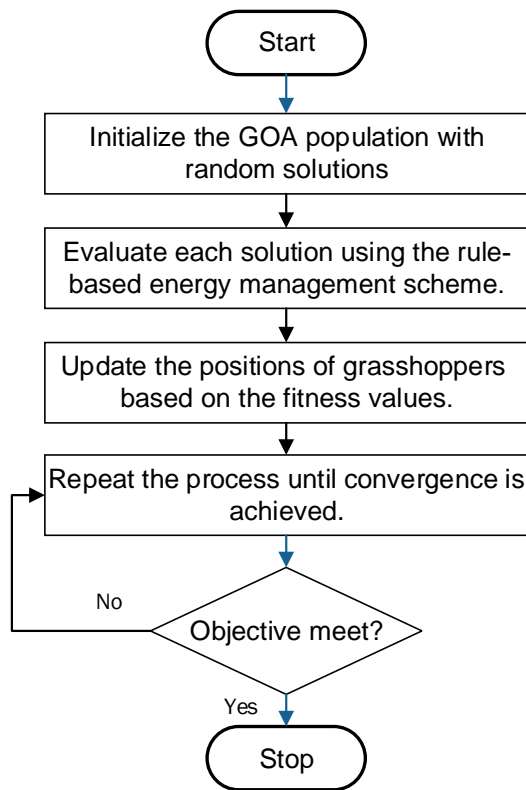 Start
Initialize the GOA population with
random solutions
Evaluate each solution using the rule-
based energy management scheme.
Update the positions of grasshoppers
based on the fitness values.
Repeat the process until convergence is
achieved.
No
Objective meet?
Yes
Stop